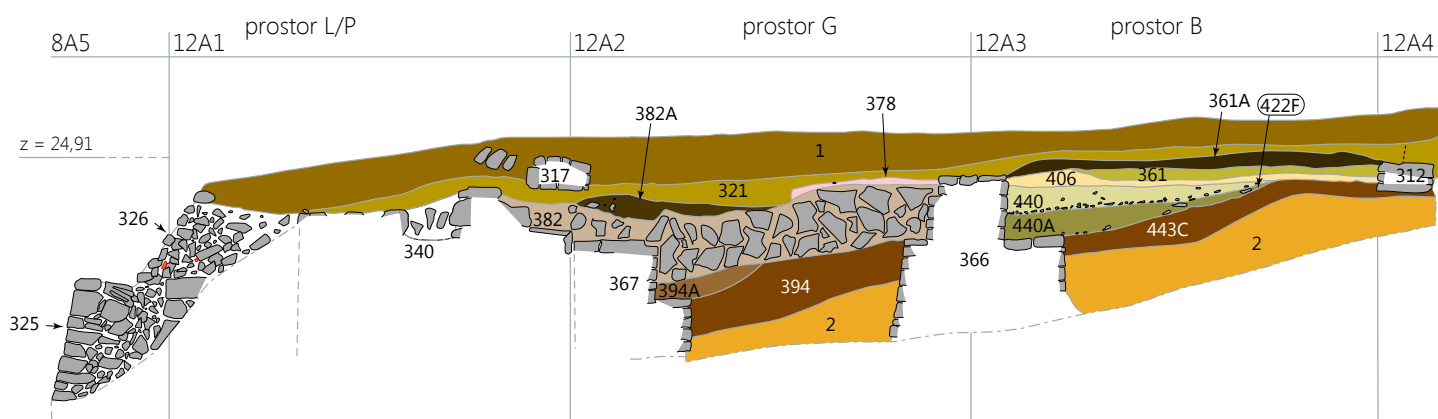 prostor L/P prostor G prostor B
8A5 12A1 12A2 12A3 12A4
382A 378 361A 422F
z = 24,91
1
317 321 406 361 312
326 382 440
340 440A 443C
367 366 2
394A 394
325 2